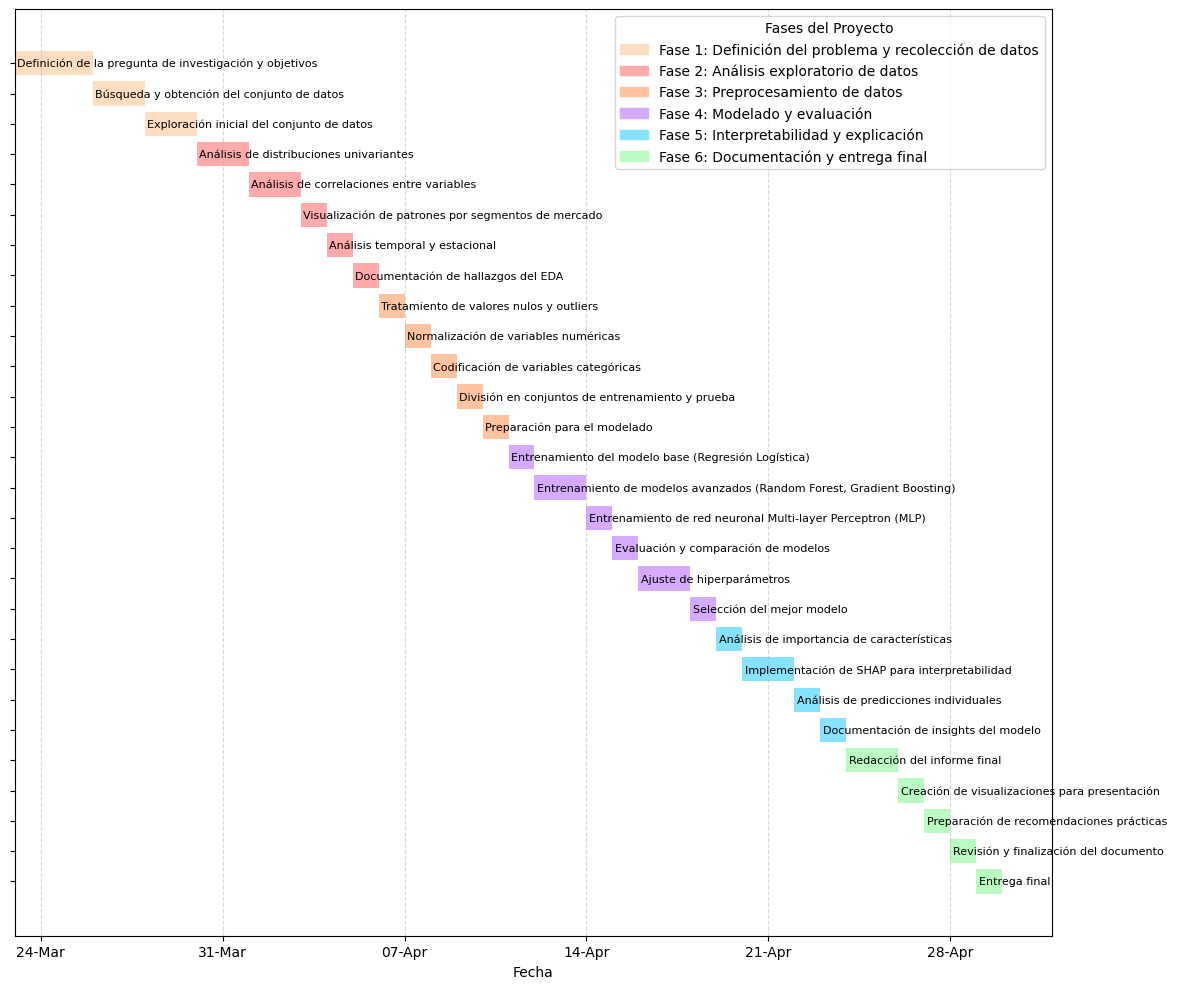 Fases del Proyecto
Fase 1: Definición del problema y recolección de datos
Fase 2: Análisis exploratorio de datos
Fase 3: Preprocesamiento de datos
Fase 4: Modelado y evaluación
Fase 5: Interpretabilidad y explicación
Fase 6: Documentación y entrega final
Definición de la pregunta de investigación y objetivos
Búsqueda y obtención del conjunto de datos
Exploración inicial del conjunto de datos
Análisis de distribuciones univariantes
Análisis de correlaciones entre variables
Visualización de patrones por segmentos de mercado
Análisis temporal y estacional
Documentación de hallazgos del EDA
Tratamiento de valores nulos y outliers
Normalización de variables numéricas
Codificación de variables categóricas
División en conjuntos de entrenamiento y prueba
Preparación para el modelado
Entrenamiento del modelo base (Regresión Logística)
Entrenamiento de modelos avanzados (Random Forest, Gradient Boosting)
Entrenamiento de red neuronal Multi-layer Perceptron (MLP)
Evaluación y comparación de modelos
Ajuste de hiperparámetros
Selección del mejor modelo
Análisis de importancia de características
Implementación de SHAP para interpretabilidad
Análisis de predicciones individuales
Documentación de insights del modelo
Redacción del informe final
Creación de visualizaciones para presentación
Preparación de recomendaciones prácticas
Revisión y finalización del documento
Entrega final
24-Mar 31-Mar 07-Apr 14-Apr 21-Apr 28-Apr
Fecha